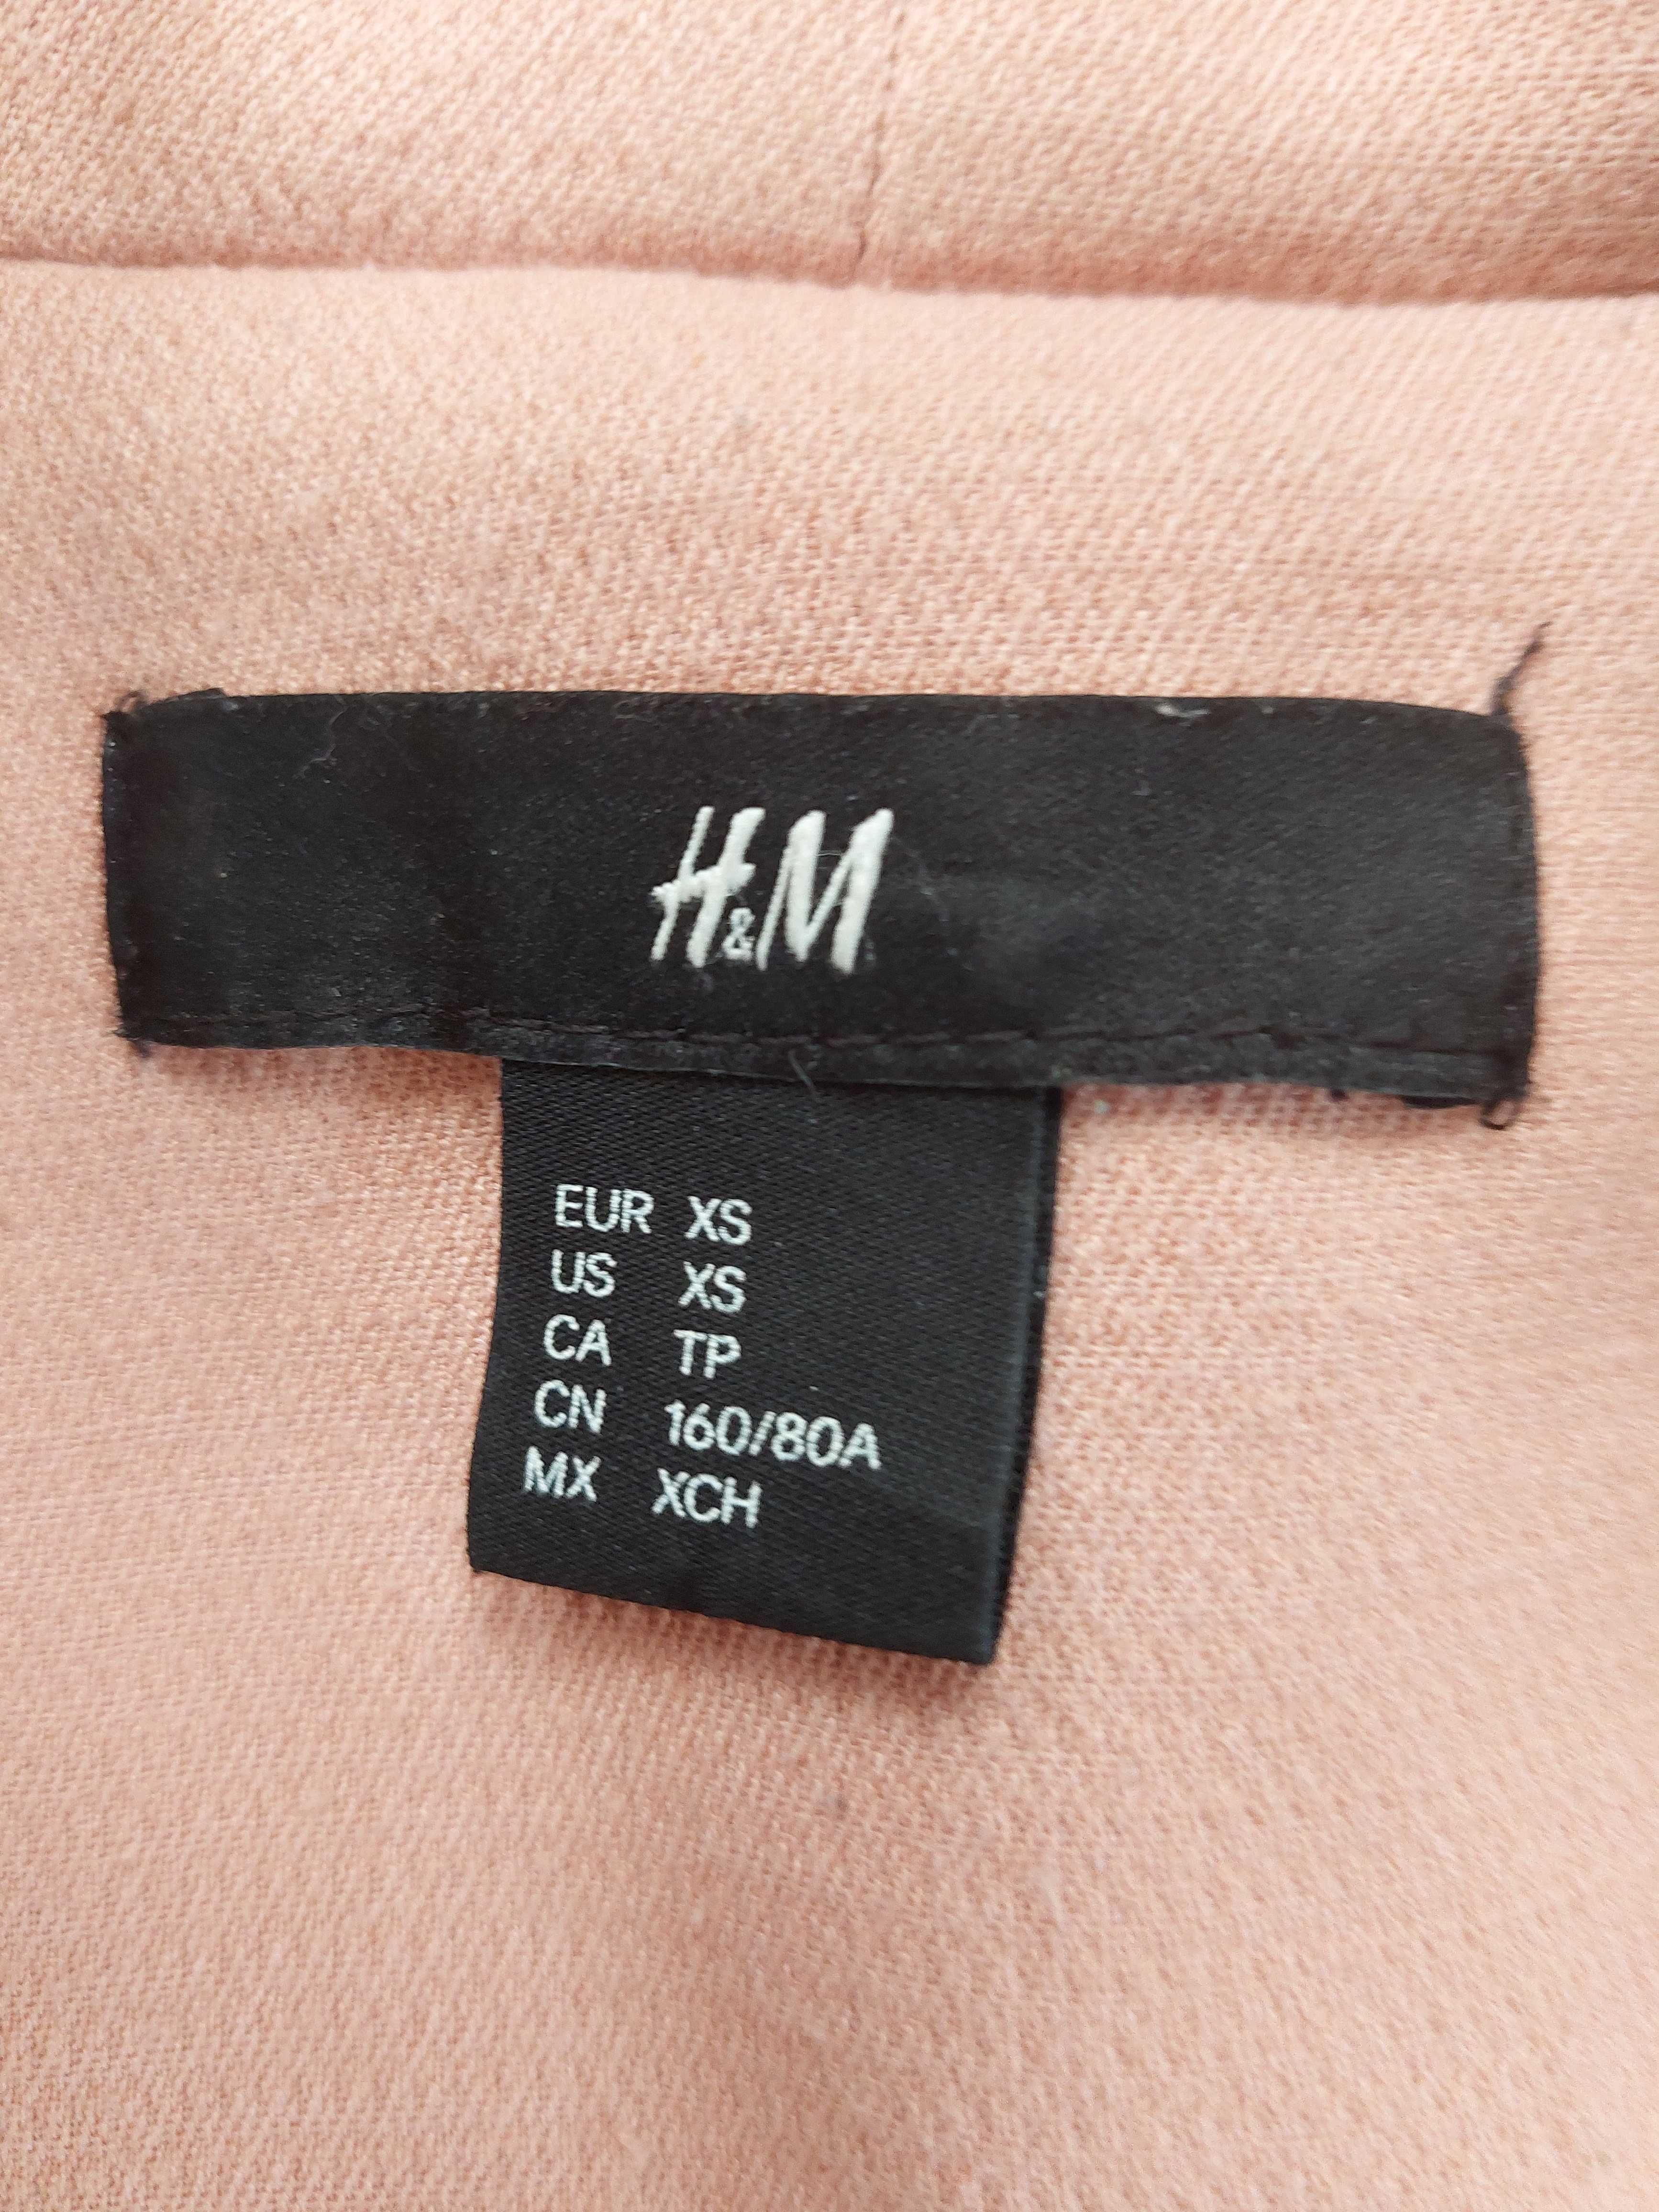 H&M
EUR XS
US XS
CA TP
CN 160/80A
MX XCH